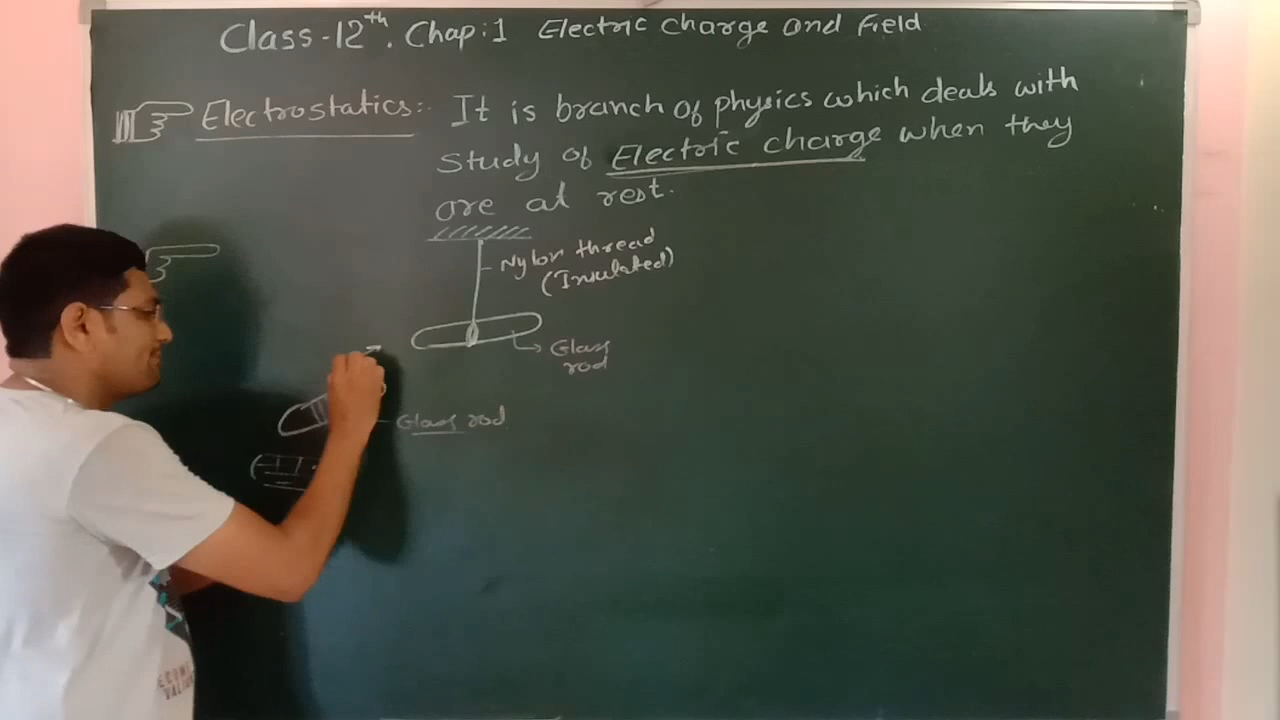 Class-12th. Chap:1 Electric Charge and Field
Electrostatics:- It is branch of physics which deals with
study of Electric charge when they
are at rest.
Nylon thread
(Insulated)
Glass
rod
Glass rod